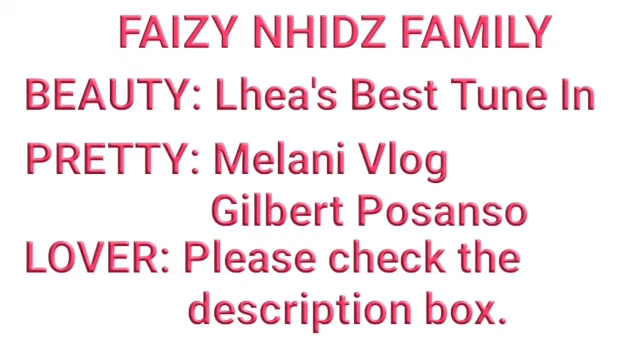 FAIZY NHIDZ FAMILY
BEAUTY: Lhea's Best Tune In
PRETTY: Melani Vlog
Gilbert Posanso
LOVER: Please check the
description box.